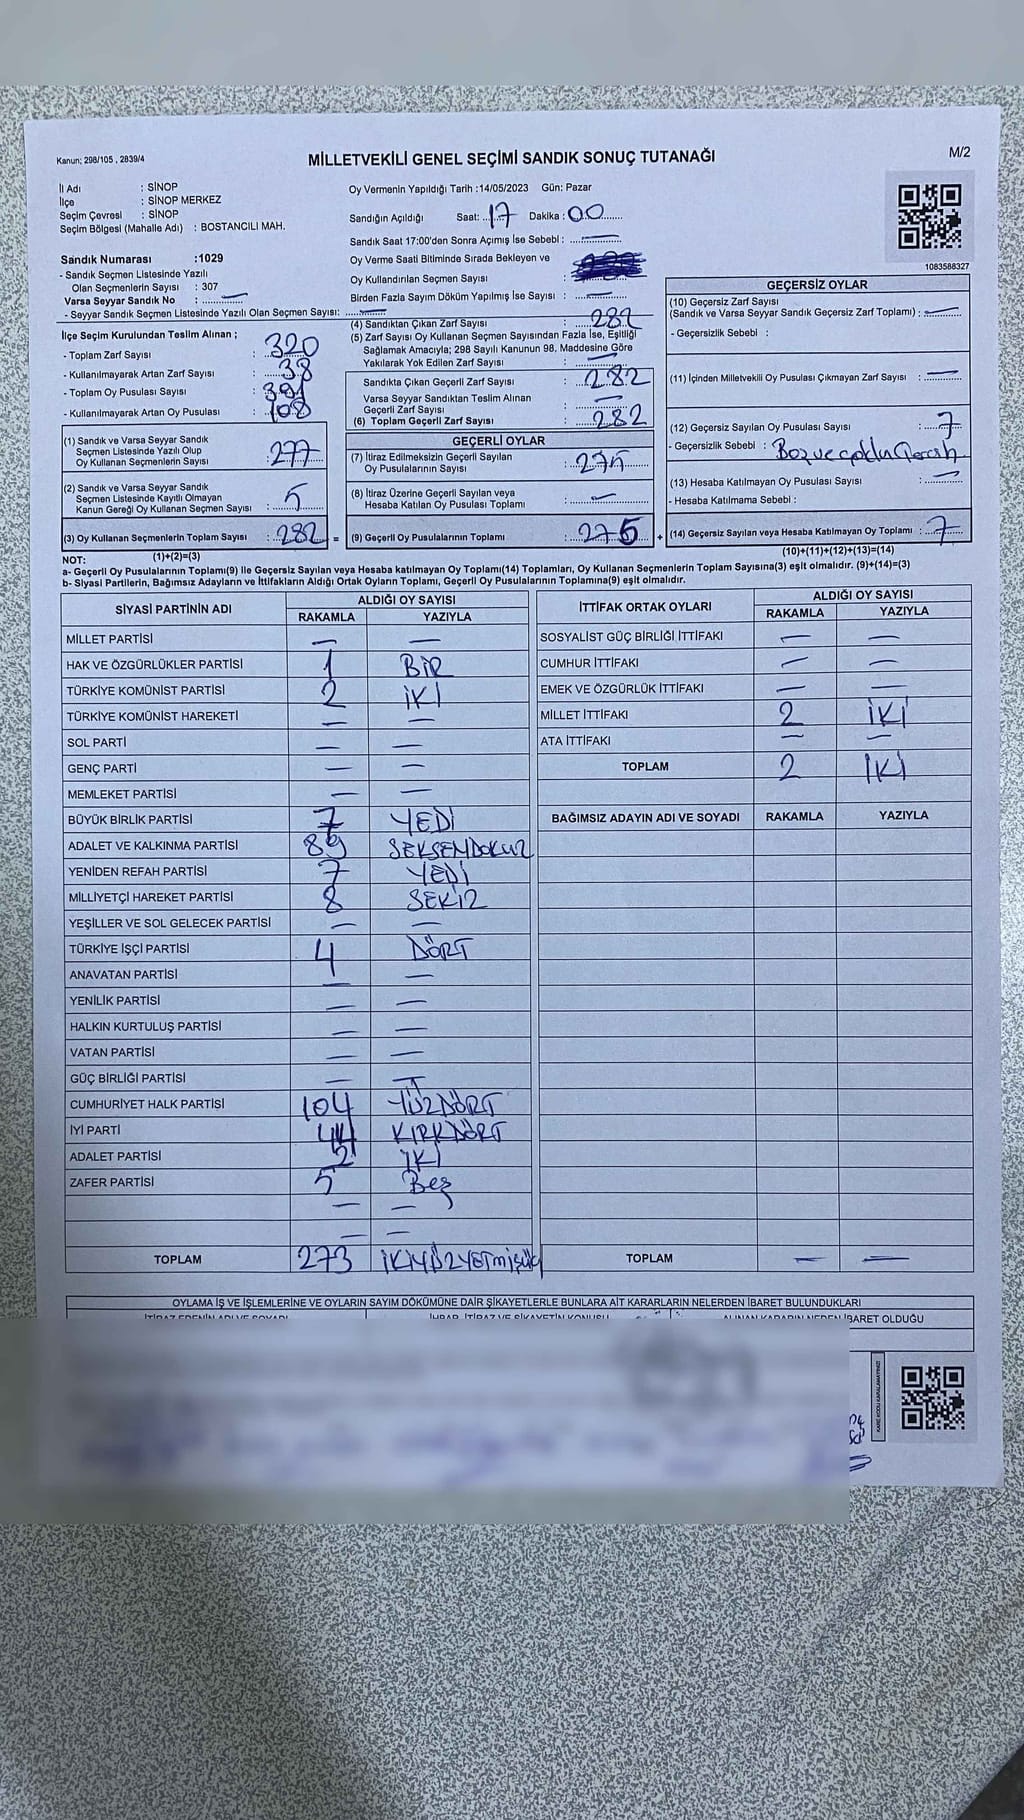 Kanun; 298/105 , 2839/4
MİLLETVEKİLİ GENEL SEÇİMİ SANDIK SONUÇ TUTANAĞI
M/2
İl Adı : SİNOP
İlçe : SİNOP MERKEZ
Seçim Çevresi : SİNOP
Seçim Bölgesi (Mahalle Adı) : BOSTANCILI MAH.
Sandık Numarası :1029
- Sandık Seçmen Listesinde Yazılı
Olan Seçmenlerin Sayısı : 307
Varsa Seyyar Sandık No : —
- Seyyar Sandık Seçmen Listesinde Yazılı Olan Seçmen Sayısı: —
Oy Vermenin Yapıldığı Tarih :14/05/2023 Gün: Pazar
Sandığın Açıldığı Saat: 17 Dakika : 00
Sandık Saat 17:00'den Sonra Açımış İse Sebebi : —
Oy Verme Saati Bitiminde Sırada Bekleyen ve
Oy Kullandırılan Seçmen Sayısı :
Birden Fazla Sayım Döküm Yapılmış İse Sayısı : —
1083588327
İlçe Seçim Kurulundan Teslim Alınan ;
- Toplam Zarf Sayısı : 320
- Kullanılmayarak Artan Zarf Sayısı : 38
- Toplam Oy Pusulası Sayısı :
- Kullanılmayarak Artan Oy Pusulası : 108
(1) Sandık ve Varsa Seyyar Sandık
Seçmen Listesinde Yazılı Olup
Oy Kullanan Seçmenlerin Sayısı : 277
(2) Sandık ve Varsa Seyyar Sandık
Seçmen Listesinde Kayıtlı Olmayan
Kanun Gereği Oy Kullanan Seçmen Sayısı : 5
(3) Oy Kullanan Seçmenlerin Toplam Sayısı : 282 =
(4) Sandıktan Çıkan Zarf Sayısı : 282
(5) Zarf Sayısı Oy Kullanan Seçmen Sayısından Fazla İse, Eşitliği
Sağlamak Amacıyla; 298 Sayılı Kanunun 98. Maddesine Göre
Yakılarak Yok Edilen Zarf Sayısı : —
Sandıkta Çıkan Geçerli Zarf Sayısı : 282
Varsa Seyyar Sandıktan Teslim Alınan
Geçerli Zarf Sayısı : —
(6) Toplam Geçerli Zarf Sayısı : 282
GEÇERLİ OYLAR
(7) İtiraz Edilmeksizin Geçerli Sayılan
Oy Pusulalarının Sayısı : 275
(8) İtiraz Üzerine Geçerli Sayılan veya
Hesaba Katılan Oy Pusulası Toplamı : —
(9) Geçerli Oy Pusulalarının Toplamı : 275 +
GEÇERSİZ OYLAR
(10) Geçersiz Zarf Sayısı
(Sandık ve Varsa Seyyar Sandık Geçersiz Zarf Toplamı) : —
- Geçersizlik Sebebi :
(11) İçinden Milletvekili Oy Pusulası Çıkmayan Zarf Sayısı : —
(12) Geçersiz Sayılan Oy Pusulası Sayısı : 7
- Geçersizlik Sebebi :
(13) Hesaba Katılmayan Oy Pusulası Sayısı : —
- Hesaba Katılmama Sebebi :
(14) Geçersiz Sayılan veya Hesaba Katılmayan Oy Toplamı : 7
NOT: (1)+(2)=(3)
(10)+(11)+(12)+(13)=(14)
a- Geçerli Oy Pusulalarının Toplamı(9) İle Geçersiz Sayılan veya Hesaba katılmayan Oy Toplamı(14) Toplamları, Oy Kullanan Seçmenlerin Toplam Sayısına(3) eşit olmalıdır. (9)+(14)=(3)
b- Siyasi Partilerin, Bağımsız Adayların ve İttifakların Aldığı Ortak Oyların Toplamı, Geçerli Oy Pusulalarının Toplamına(9) eşit olmalıdır.
SİYASİ PARTİNİN ADI ALDIĞI OY SAYISI
RAKAMLA YAZIYLA
MİLLET PARTİSİ — —
HAK VE ÖZGÜRLÜKLER PARTİSİ 1 BİR
TÜRKİYE KOMÜNİST PARTİSİ 2 İKİ
TÜRKİYE KOMÜNİST HAREKETİ — —
SOL PARTİ — —
GENÇ PARTİ — —
MEMLEKET PARTİSİ — —
BÜYÜK BİRLİK PARTİSİ 7 YEDİ
ADALET VE KALKINMA PARTİSİ 89 SEKSENDOKUZ
YENİDEN REFAH PARTİSİ 7 YEDİ
MİLLİYETÇİ HAREKET PARTİSİ 8 SEKİZ
YEŞİLLER VE SOL GELECEK PARTİSİ — —
TÜRKİYE İŞÇİ PARTİSİ 4 DÖRT
ANAVATAN PARTİSİ — —
YENİLİK PARTİSİ — —
HALKIN KURTULUŞ PARTİSİ — —
VATAN PARTİSİ — —
GÜÇ BİRLİĞİ PARTİSİ — —
CUMHURİYET HALK PARTİSİ 104 YÜZDÖRT
İYİ PARTİ 44 KIRKDÖRT
ADALET PARTİSİ 2 İKİ
ZAFER PARTİSİ 5 Beş
— —
— —
TOPLAM 273 İKİYÜZYETMİŞÜÇ
İTTİFAK ORTAK OYLARI ALDIĞI OY SAYISI
RAKAMLA YAZIYLA
SOSYALİST GÜÇ BİRLİĞİ İTTİFAKI — —
CUMHUR İTTİFAKI — —
EMEK VE ÖZGÜRLÜK İTTİFAKI — —
MİLLET İTTİFAKI 2 İKİ
ATA İTTİFAKI — —
TOPLAM 2 İKİ
BAĞIMSIZ ADAYIN ADI VE SOYADI RAKAMLA YAZIYLA
TOPLAM — —
OYLAMA İŞ VE İŞLEMLERİNE VE OYLARIN SAYIM DÖKÜMÜNE DAİR ŞİKAYETLERLE BUNLARA AİT KARARLARIN NELERDEN İBARET BULUNDUKLARI
İTİRAZ EDENİN ADI VE SOYADI İHBAR, İTİRAZ VE ŞİKAYETİN KONUSU ALINAN KARARIN NEDEN İBARET OLDUĞU
KARE KODU KARALAMAYINIZ!